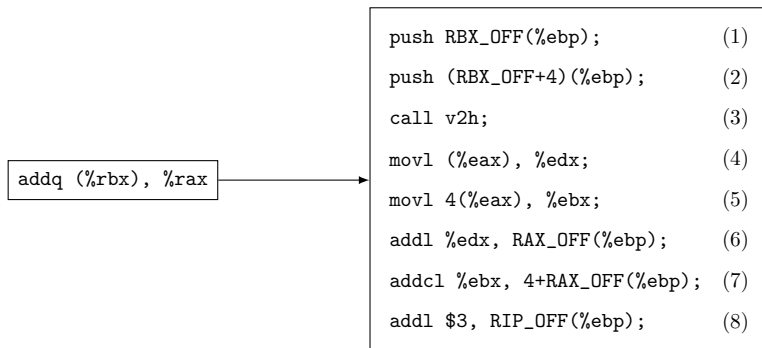 addq (%rbx), %rax
push RBX_OFF(%ebp); (1)
push (RBX_OFF+4)(%ebp); (2)
call v2h; (3)
movl (%eax), %edx; (4)
movl 4(%eax), %ebx; (5)
addl %edx, RAX_OFF(%ebp); (6)
addcl %ebx, 4+RAX_OFF(%ebp); (7)
addl $3, RIP_OFF(%ebp); (8)